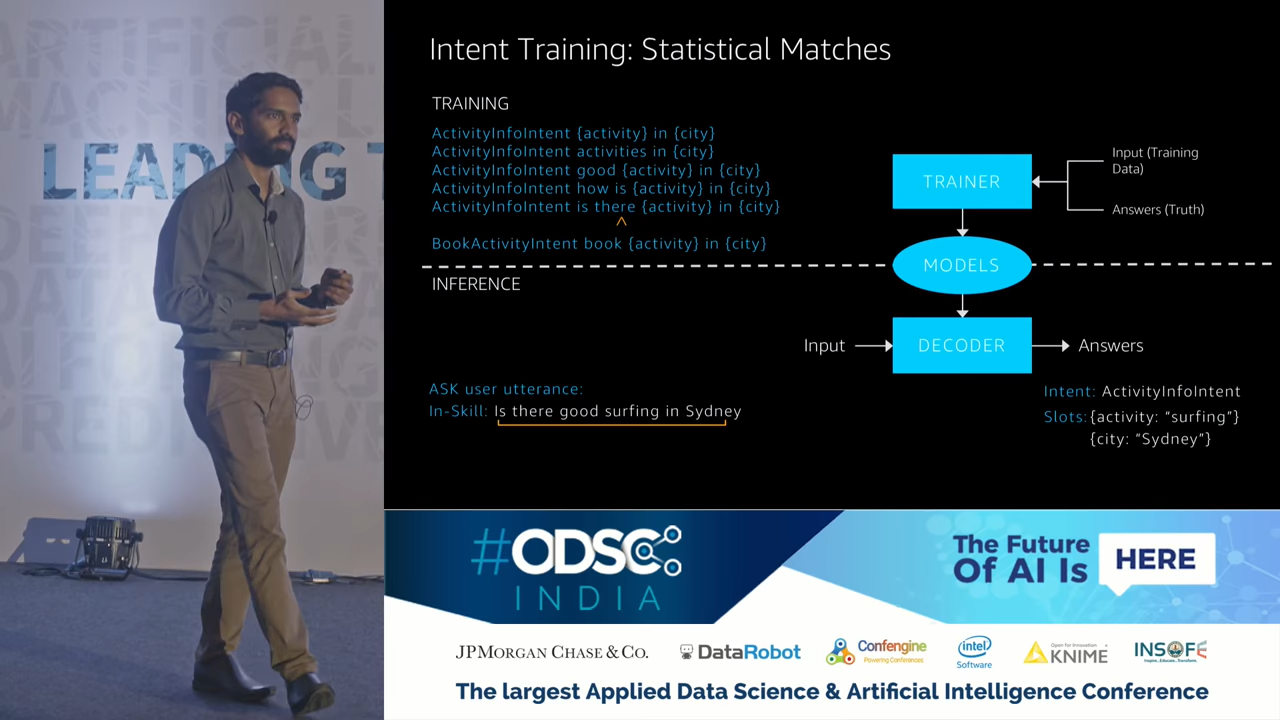 LEADING T
Intent Training: Statistical Matches
TRAINING
ActivityInfoIntent {activity} in {city}
ActivityInfoIntent activities in {city}
ActivityInfoIntent good {activity} in {city}
ActivityInfoIntent how is {activity} in {city}
ActivityInfoIntent is there {activity} in {city}
^
BookActivityIntent book {activity} in {city}
INFERENCE
TRAINER
Input (Training
Data)
Answers (Truth)
MODELS
Input
DECODER
Answers
ASK user utterance:
In-Skill: Is there good surfing in Sydney
Intent: ActivityInfoIntent
Slots: {activity: “surfing”}
{city: “Sydney”}
#ODSC
INDIA
The Future
Of AI Is
HERE
JPMORGAN CHASE & CO.
DataRobot
Confengine
Powering Conferences
intel
Software
Open for Innovation
KNIME
INSOFE
Inspire...Educate...Transform.
The largest Applied Data Science & Artificial Intelligence Conference